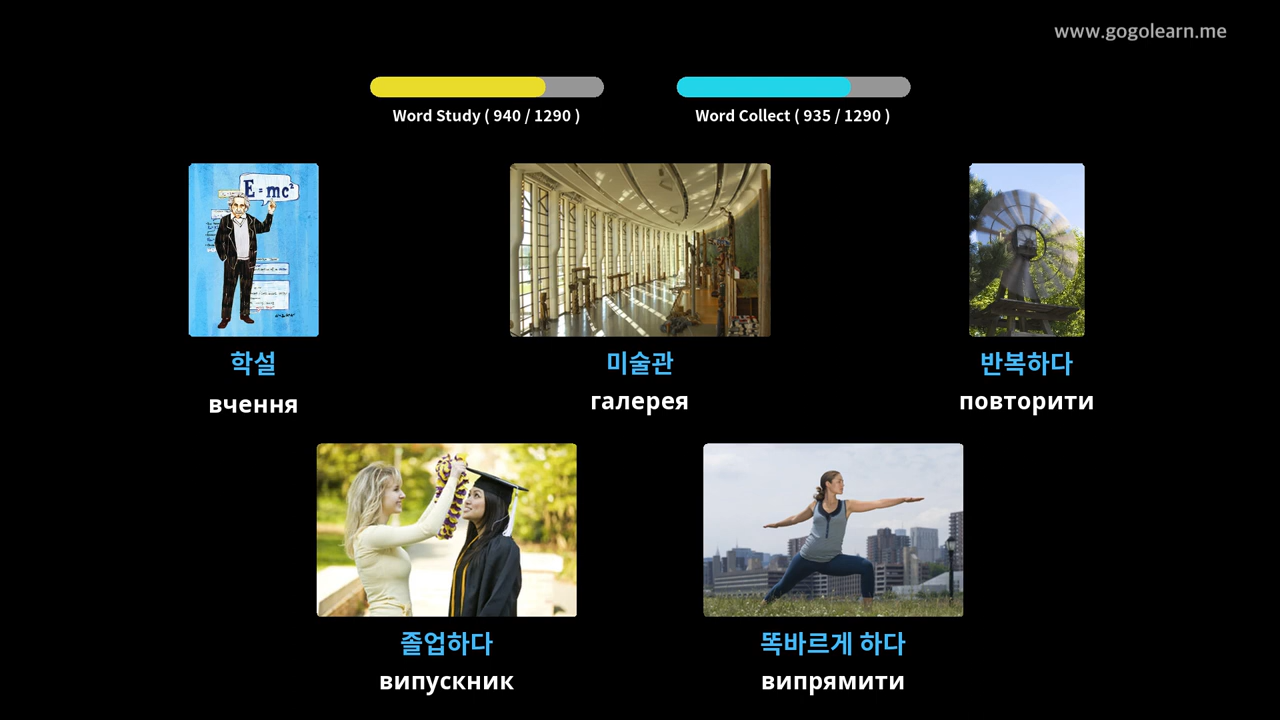 www.gogolearn.me
Word Study ( 940 / 1290 )
Word Collect ( 935 / 1290 )
E = mc²
학설
вчення
미술관
галерея
반복하다
повторити
졸업하다
випускник
똑바르게 하다
випрямити